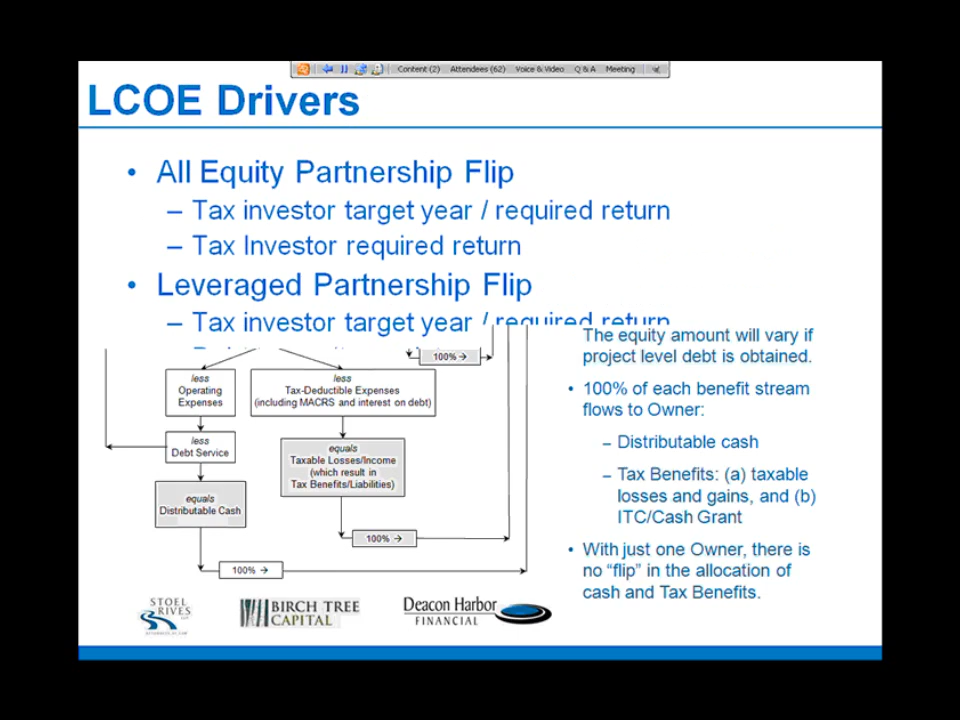 Content (2) Attendees (62) Voice & Video Q & A Meeting
LCOE Drivers
• All Equity Partnership Flip
– Tax investor target year / required return
– Tax Investor required return
• Leveraged Partnership Flip
– Tax investor target year / required return
100% →
less
Operating
Expenses
less
Tax-Deductible Expenses
(including MACRS and interest on debt)
less
Debt Service
equals
Taxable Losses/Income
(which result in
Tax Benefits/Liabilities)
equals
Distributable Cash
100% →
100% →
The equity amount will vary if
project level debt is obtained.
• 100% of each benefit stream
flows to Owner:
– Distributable cash
– Tax Benefits: (a) taxable
losses and gains, and (b)
ITC/Cash Grant
• With just one Owner, there is
no “flip” in the allocation of
cash and Tax Benefits.
STOEL
RIVES
LLP
BIRCH TREE
CAPITAL
Deacon Harbor
FINANCIAL